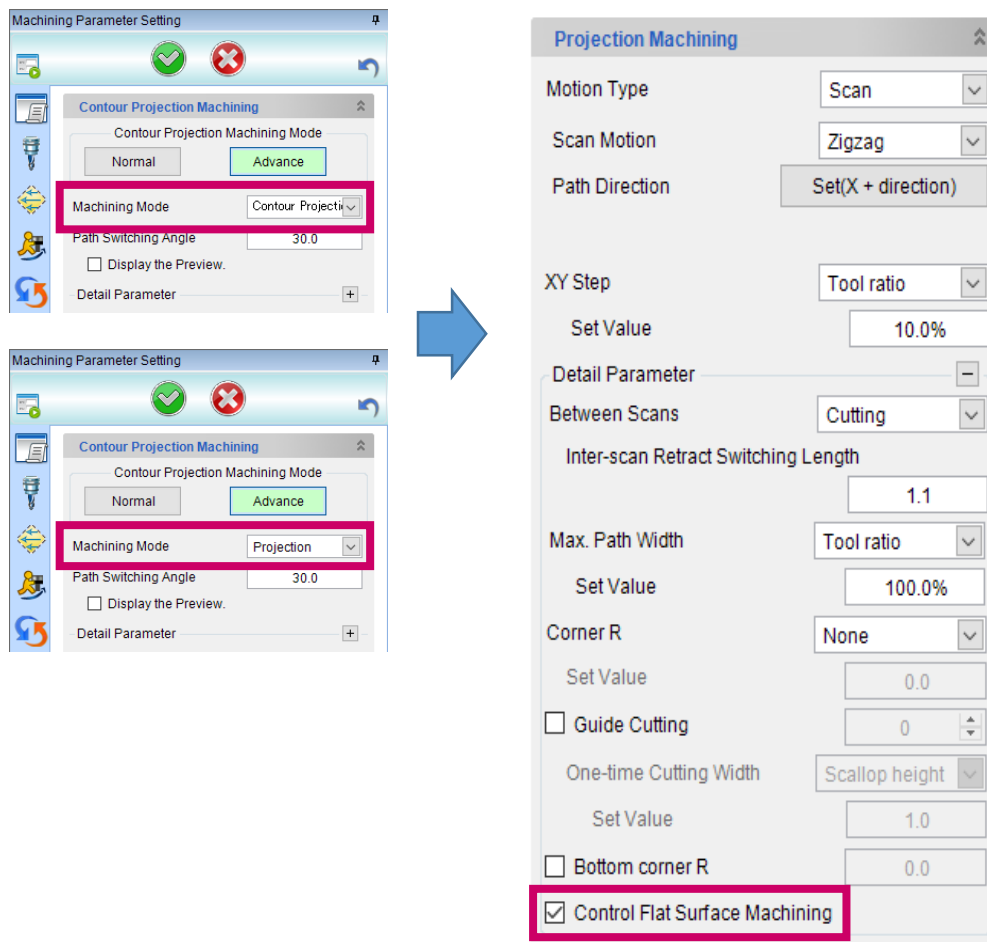 Machining Parameter Setting
Contour Projection Machining
Contour Projection Machining Mode
Normal Advance
Machining Mode Contour Projecti
Path Switching Angle 30.0
Display the Preview.
Detail Parameter
Machining Parameter Setting
Contour Projection Machining
Contour Projection Machining Mode
Normal Advance
Machining Mode Projection
Path Switching Angle 30.0
Display the Preview.
Detail Parameter
Projection Machining
Motion Type Scan
Scan Motion Zigzag
Path Direction Set(X + direction)
XY Step Tool ratio
Set Value 10.0%
Detail Parameter
Between Scans Cutting
Inter-scan Retract Switching Length
1.1
Max. Path Width Tool ratio
Set Value 100.0%
Corner R None
Set Value 0.0
Guide Cutting 0
One-time Cutting Width Scallop height
Set Value 1.0
Bottom corner R 0.0
Control Flat Surface Machining